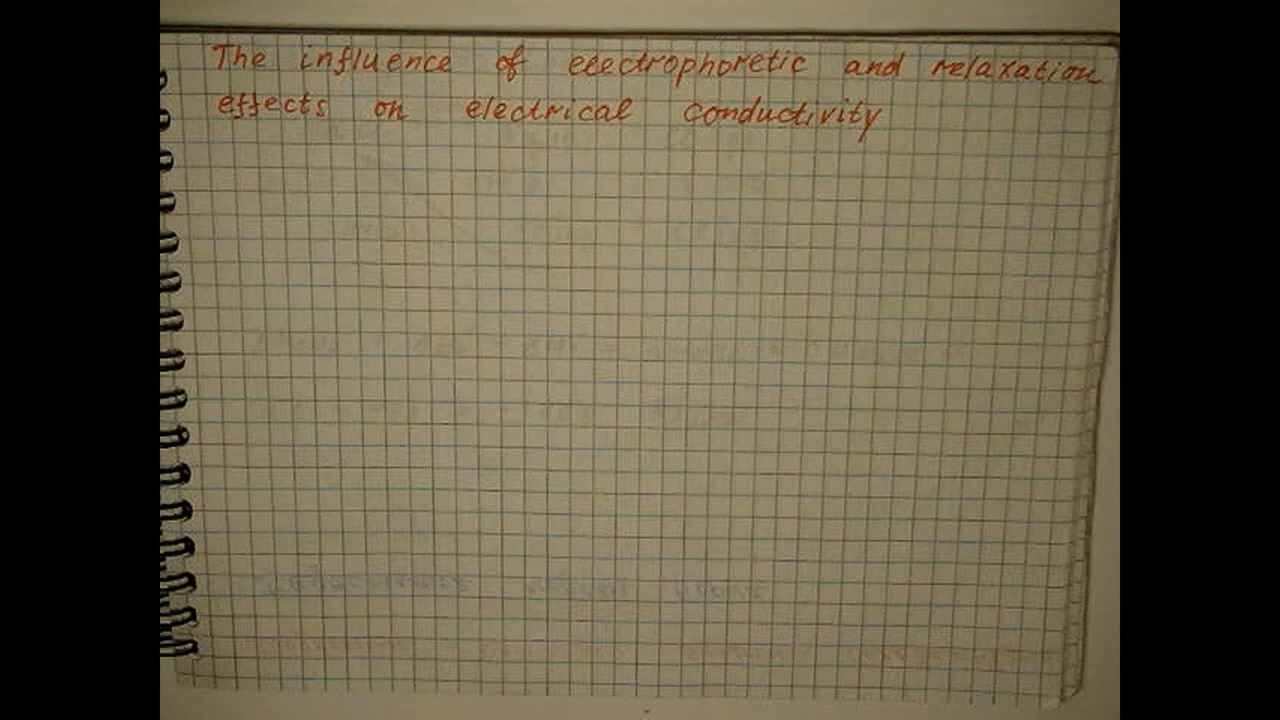 The influence of electrophoretic and relaxation
effects on electrical conductivity